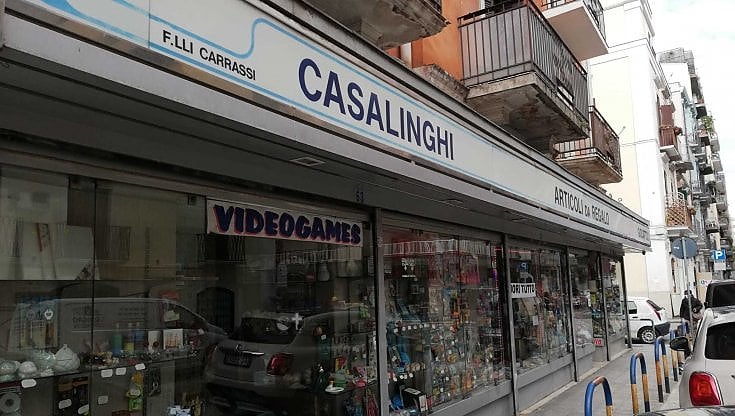 F.LLI CARRASSI
CASALINGHI
ARTICOLI DA REGALO
VIDEOGAMES
53
P